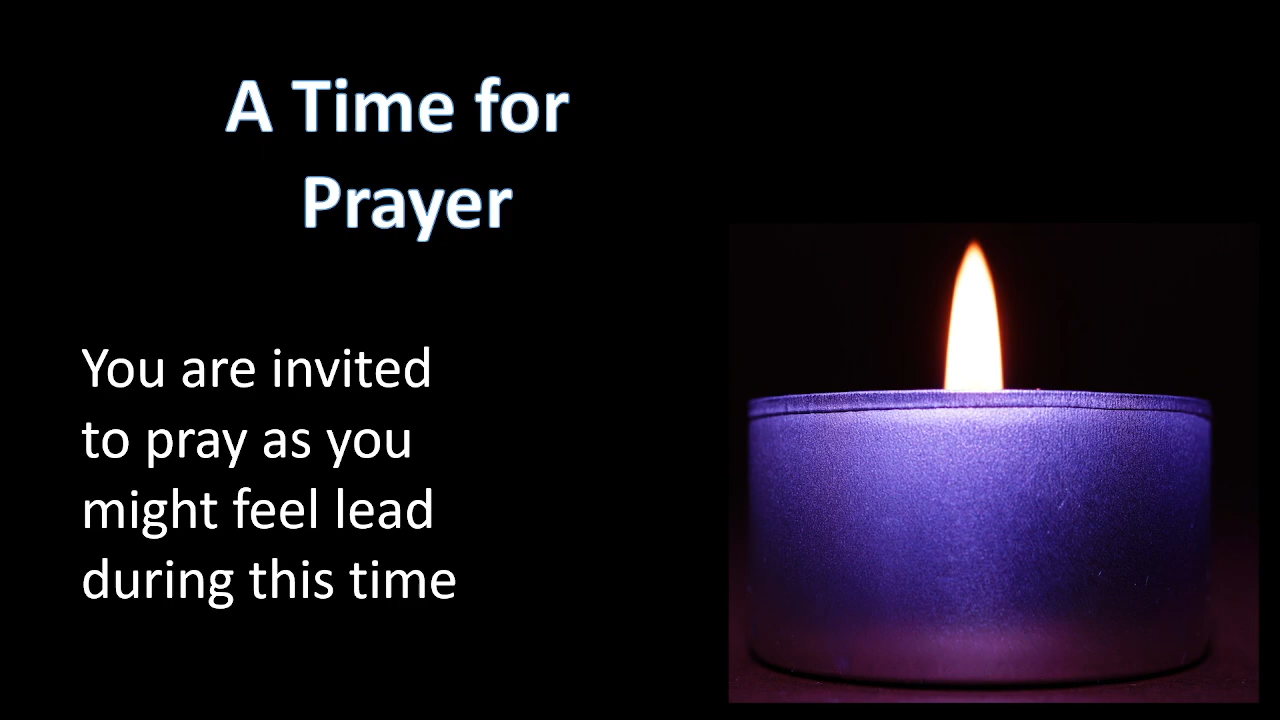 A Time for
Prayer
You are invited
to pray as you
might feel lead
during this time